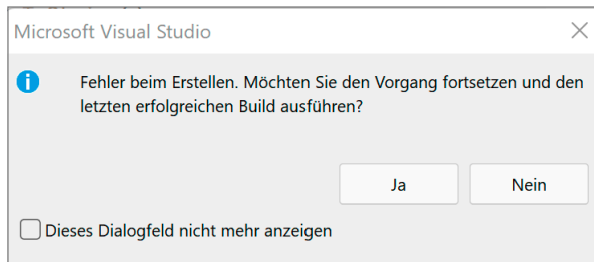 Microsoft Visual Studio
Fehler beim Erstellen. Möchten Sie den Vorgang fortsetzen und den
letzten erfolgreichen Build ausführen?
Ja Nein
Dieses Dialogfeld nicht mehr anzeigen